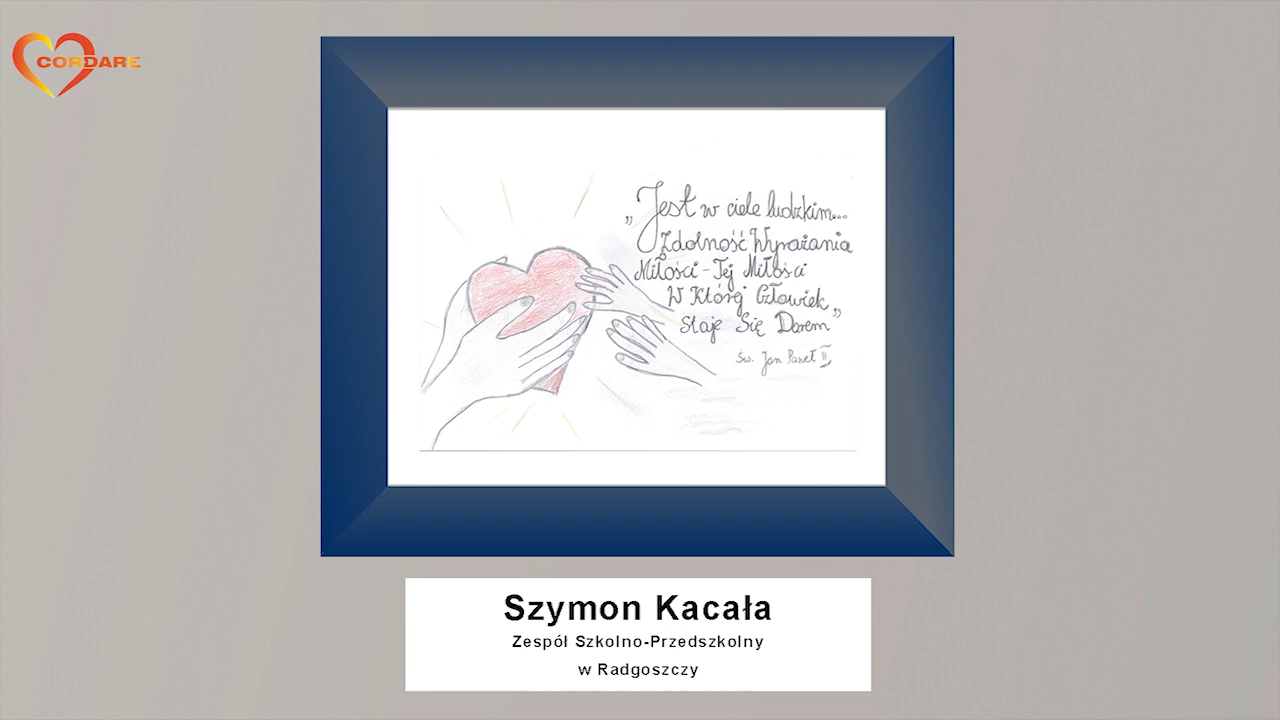 CORDARE
„Jest w ciele ludzkim...
Zdolność Wyrażania
Miłości - Tej Miłości
W Której Człowiek
staje Się Darem”
Św. Jan Paweł II
Szymon Kacała
Zespół Szkolno-Przedszkolny
w Radgoszczy